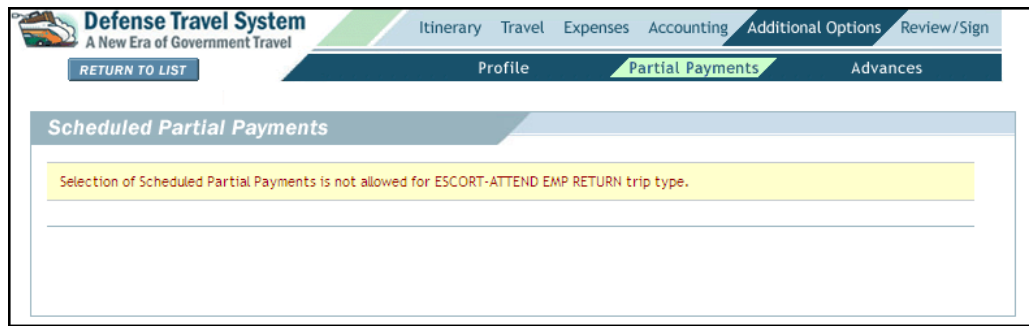 Defense Travel System
A New Era of Government Travel
Itinerary Travel Expenses Accounting Additional Options Review/Sign
RETURN TO LIST
Profile Partial Payments Advances
Scheduled Partial Payments
Selection of Scheduled Partial Payments is not allowed for ESCORT-ATTEND EMP RETURN trip type.